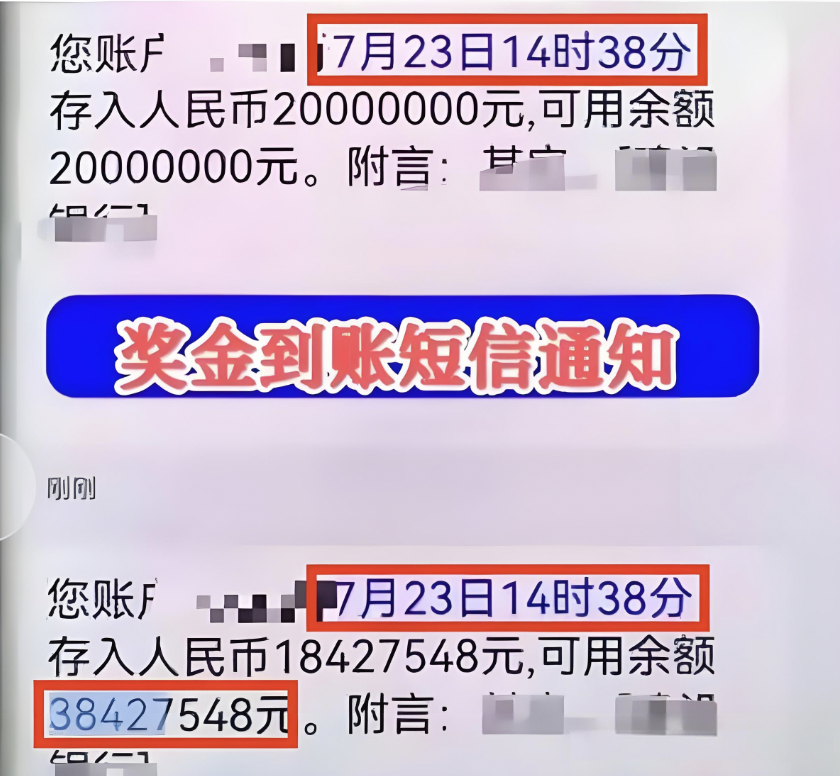 您账户 7月23日14时38分
存入人民币20000000元,可用余额
20000000元。附言:
奖金到账短信通知
刚刚
您账户 7月23日14时38分
存入人民币18427548元,可用余额
38427548元。附言: